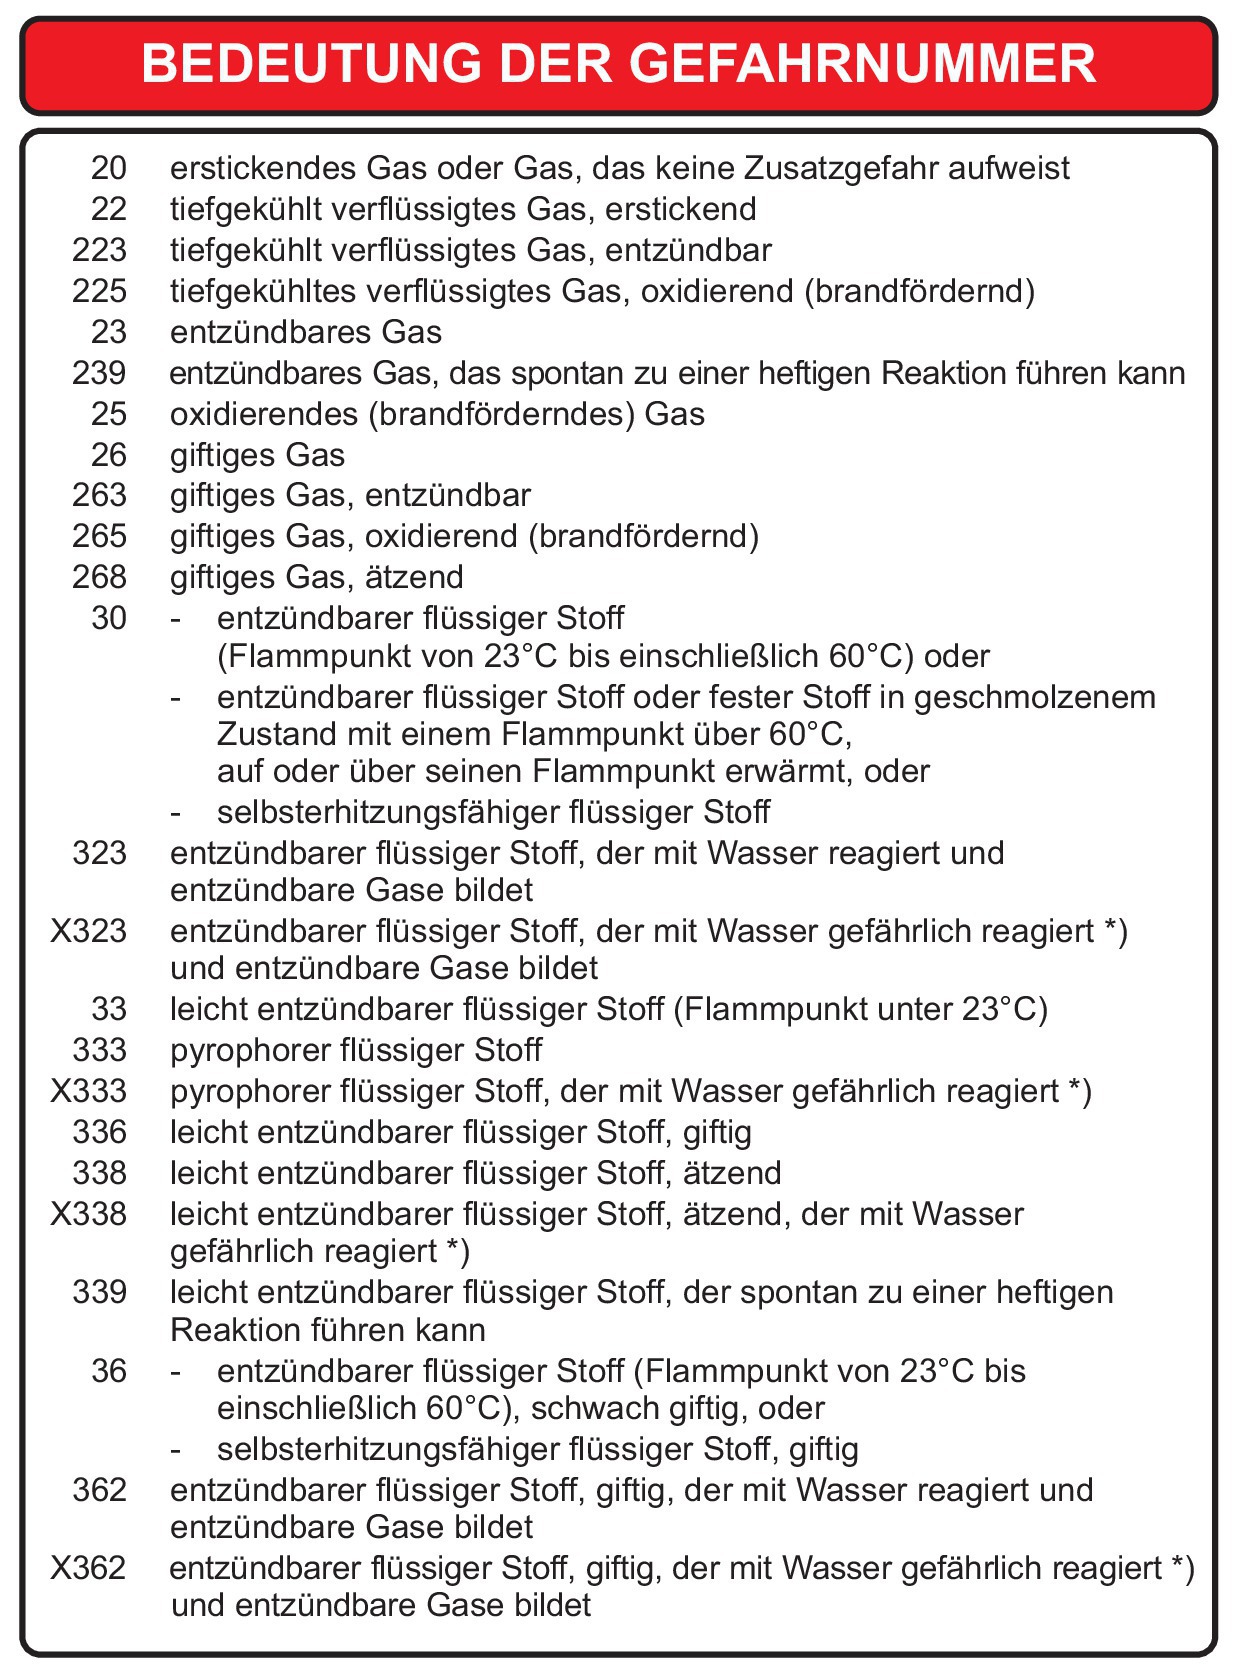 BEDEUTUNG DER GEFAHRNUMMER
20 erstickendes Gas oder Gas, das keine Zusatzgefahr aufweist
22 tiefgekühlt verflüssigtes Gas, erstickend
223 tiefgekühlt verflüssigtes Gas, entzündbar
225 tiefgekühltes verflüssigtes Gas, oxidierend (brandfördernd)
23 entzündbares Gas
239 entzündbares Gas, das spontan zu einer heftigen Reaktion führen kann
25 oxidierendes (brandförderndes) Gas
26 giftiges Gas
263 giftiges Gas, entzündbar
265 giftiges Gas, oxidierend (brandfördernd)
268 giftiges Gas, ätzend
30 - entzündbarer flüssiger Stoff
(Flammpunkt von 23°C bis einschließlich 60°C) oder
- entzündbarer flüssiger Stoff oder fester Stoff in geschmolzenem
Zustand mit einem Flammpunkt über 60°C,
auf oder über seinen Flammpunkt erwärmt, oder
- selbsterhitzungsfähiger flüssiger Stoff
323 entzündbarer flüssiger Stoff, der mit Wasser reagiert und
entzündbare Gase bildet
X323 entzündbarer flüssiger Stoff, der mit Wasser gefährlich reagiert *)
und entzündbare Gase bildet
33 leicht entzündbarer flüssiger Stoff (Flammpunkt unter 23°C)
333 pyrophorer flüssiger Stoff
X333 pyrophorer flüssiger Stoff, der mit Wasser gefährlich reagiert *)
336 leicht entzündbarer flüssiger Stoff, giftig
338 leicht entzündbarer flüssiger Stoff, ätzend
X338 leicht entzündbarer flüssiger Stoff, ätzend, der mit Wasser
gefährlich reagiert *)
339 leicht entzündbarer flüssiger Stoff, der spontan zu einer heftigen
Reaktion führen kann
36 - entzündbarer flüssiger Stoff (Flammpunkt von 23°C bis
einschließlich 60°C), schwach giftig, oder
- selbsterhitzungsfähiger flüssiger Stoff, giftig
362 entzündbarer flüssiger Stoff, giftig, der mit Wasser reagiert und
entzündbare Gase bildet
X362 entzündbarer flüssiger Stoff, giftig, der mit Wasser gefährlich reagiert *)
und entzündbare Gase bildet